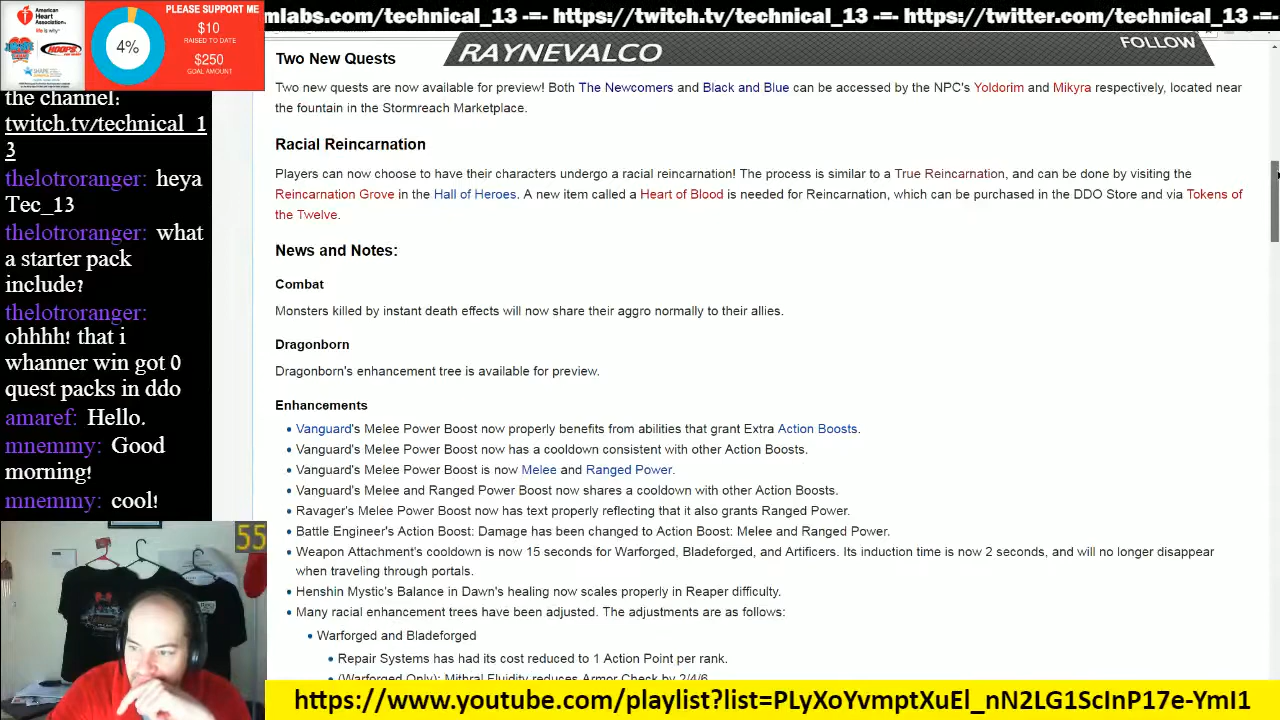 American
Heart
Association®
life is why™
HOOPS
SHAPE
PLEASE SUPPORT ME
$10
RAISED TO DATE
$250
GOAL AMOUNT
4%
mlabs.com/technical_13 -=- https://twitch.tv/technical_13 -=- https://twitter.com/technical_13 -=-
RAYNEVALCO
FOLLOW
the channel:
twitch.tv/technical_1
3
thelotroranger: heya
Tec_13
thelotroranger: what
a starter pack
include?
thelotroranger:
ohhhh! that i
whanner win got 0
quest packs in ddo
amaref: Hello.
mnemmy: Good
morning!
mnemmy: cool!
55
Two New Quests
Two new quests are now available for preview! Both The Newcomers and Black and Blue can be accessed by the NPC's Yoldorim and Mikyra respectively, located near
the fountain in the Stormreach Marketplace.
Racial Reincarnation
Players can now choose to have their characters undergo a racial reincarnation! The process is similar to a True Reincarnation, and can be done by visiting the
Reincarnation Grove in the Hall of Heroes. A new item called a Heart of Blood is needed for Reincarnation, which can be purchased in the DDO Store and via Tokens of
the Twelve.
News and Notes:
Combat
Monsters killed by instant death effects will now share their aggro normally to their allies.
Dragonborn
Dragonborn's enhancement tree is available for preview.
Enhancements
• Vanguard's Melee Power Boost now properly benefits from abilities that grant Extra Action Boosts.
• Vanguard's Melee Power Boost now has a cooldown consistent with other Action Boosts.
• Vanguard's Melee Power Boost is now Melee and Ranged Power.
• Vanguard's Melee and Ranged Power Boost now shares a cooldown with other Action Boosts.
• Ravager's Melee Power Boost now has text properly reflecting that it also grants Ranged Power.
• Battle Engineer's Action Boost: Damage has been changed to Action Boost: Melee and Ranged Power.
• Weapon Attachment's cooldown is now 15 seconds for Warforged, Bladeforged, and Artificers. Its induction time is now 2 seconds, and will no longer disappear
when traveling through portals.
• Henshin Mystic's Balance in Dawn's healing now scales properly in Reaper difficulty.
• Many racial enhancement trees have been adjusted. The adjustments are as follows:
• Warforged and Bladeforged
• Repair Systems has had its cost reduced to 1 Action Point per rank.
• (Warforged Only): Mithral Fluidity reduces Armor Check by 2/4/6
https://www.youtube.com/playlist?list=PLyXoYvmptXuEl_nN2LG1ScInP17e-YmI1